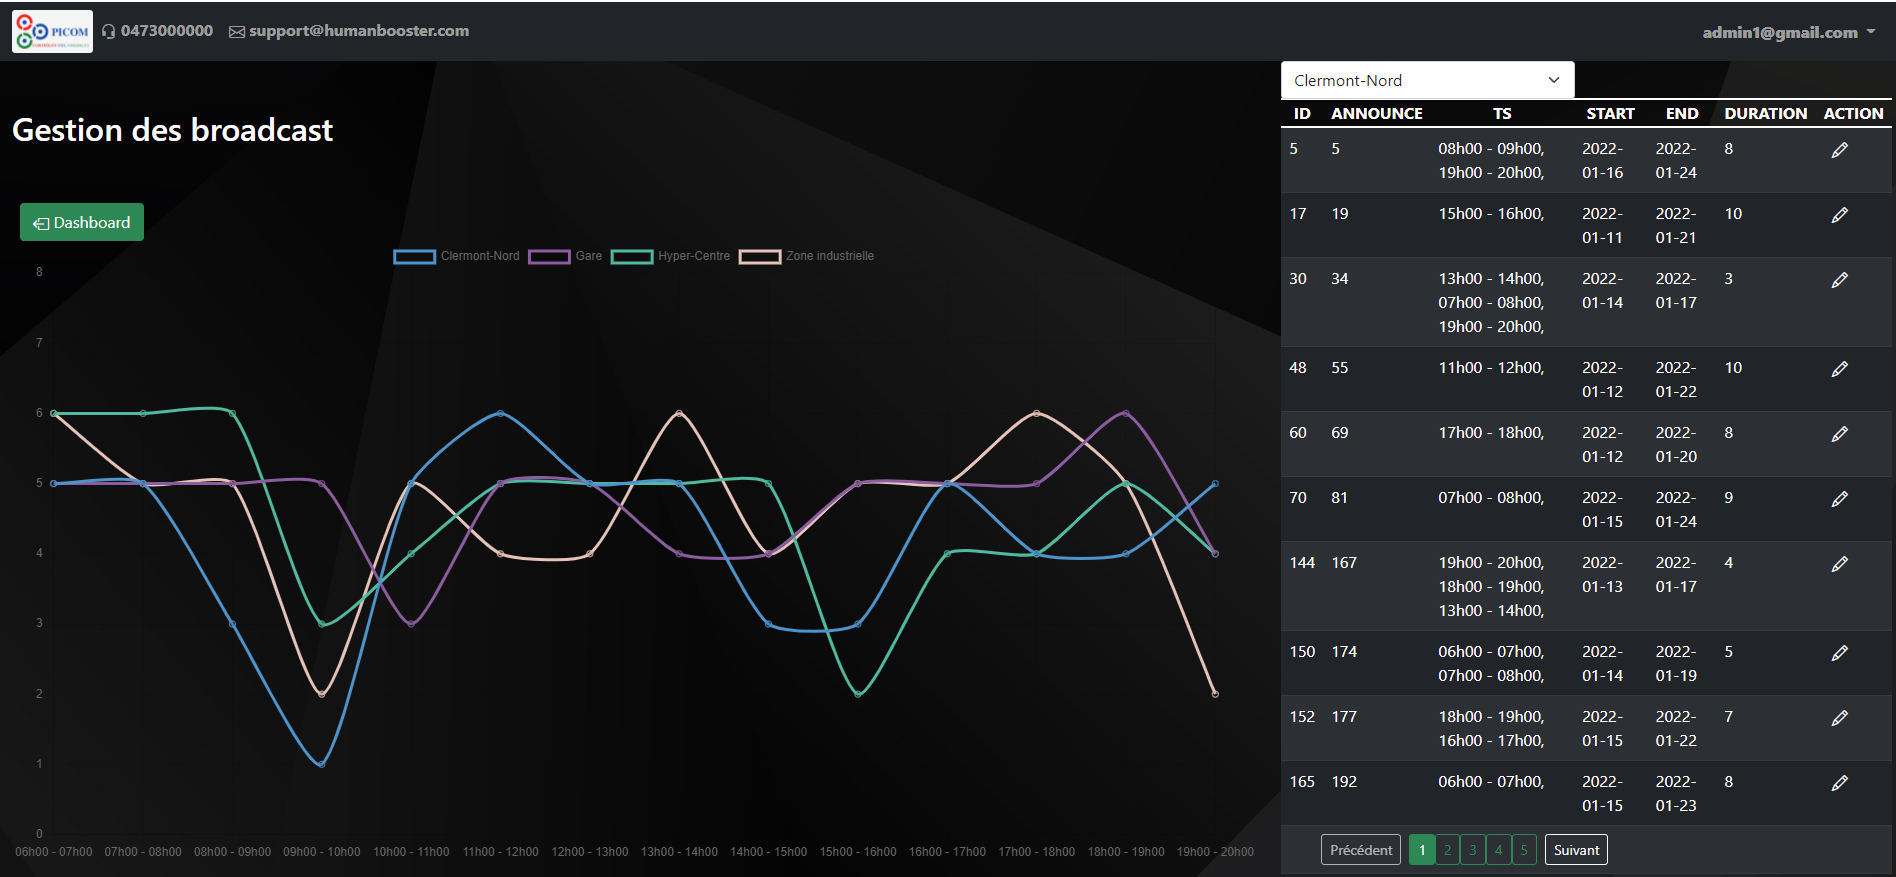 PICOM
0473000000 support@humanbooster.com
admin1@gmail.com
Gestion des broadcast
Dashboard
Clermont-Nord Gare Hyper-Centre Zone industrielle
8
7
6
5
4
3
2
1
0
06h00 - 07h00 07h00 - 08h00 08h00 - 09h00 09h00 - 10h00 10h00 - 11h00 11h00 - 12h00 12h00 - 13h00 13h00 - 14h00 14h00 - 15h00 15h00 - 16h00 16h00 - 17h00 17h00 - 18h00 18h00 - 19h00 19h00 - 20h00
Clermont-Nord
ID ANNOUNCE TS START END DURATION ACTION
5 5 08h00 - 09h00, 2022- 2022- 8
19h00 - 20h00, 01-16 01-24
17 19 15h00 - 16h00, 2022- 2022- 10
01-11 01-21
30 34 13h00 - 14h00, 2022- 2022- 3
07h00 - 08h00, 01-14 01-17
19h00 - 20h00,
48 55 11h00 - 12h00, 2022- 2022- 10
01-12 01-22
60 69 17h00 - 18h00, 2022- 2022- 8
01-12 01-20
70 81 07h00 - 08h00, 2022- 2022- 9
01-15 01-24
144 167 19h00 - 20h00, 2022- 2022- 4
18h00 - 19h00, 01-13 01-17
13h00 - 14h00,
150 174 06h00 - 07h00, 2022- 2022- 5
07h00 - 08h00, 01-14 01-19
152 177 18h00 - 19h00, 2022- 2022- 7
16h00 - 17h00, 01-15 01-22
165 192 06h00 - 07h00, 2022- 2022- 8
01-15 01-23
Précédent 1 2 3 4 5 Suivant